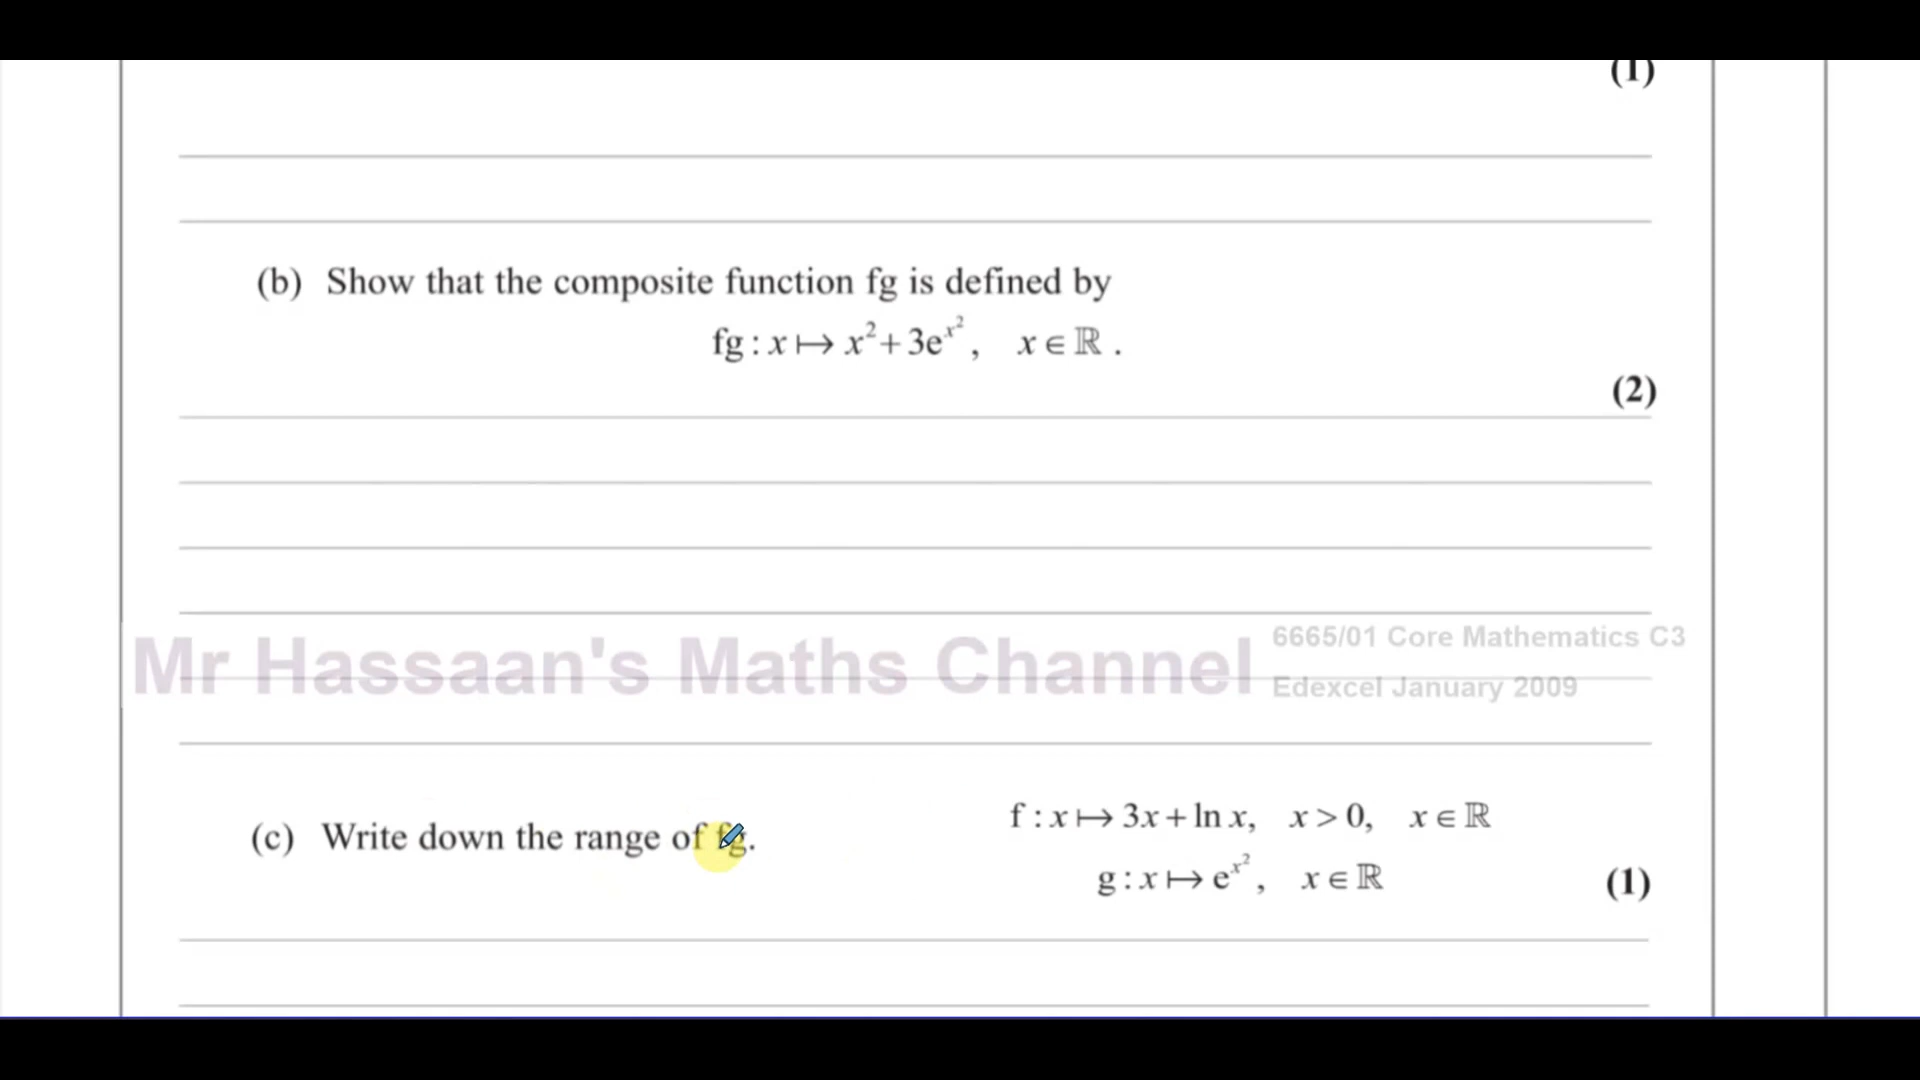 (1)
(b) Show that the composite function fg is defined by
fg : x ↦ x² + 3e^{x²}, x ∈ ℝ .
(2)
Mr Hassaan's Maths Channel
6665/01 Core Mathematics C3
Edexcel January 2009
(c) Write down the range of fg.
f : x ↦ 3x + ln x, x > 0, x ∈ ℝ
g : x ↦ e^{x²}, x ∈ ℝ
(1)